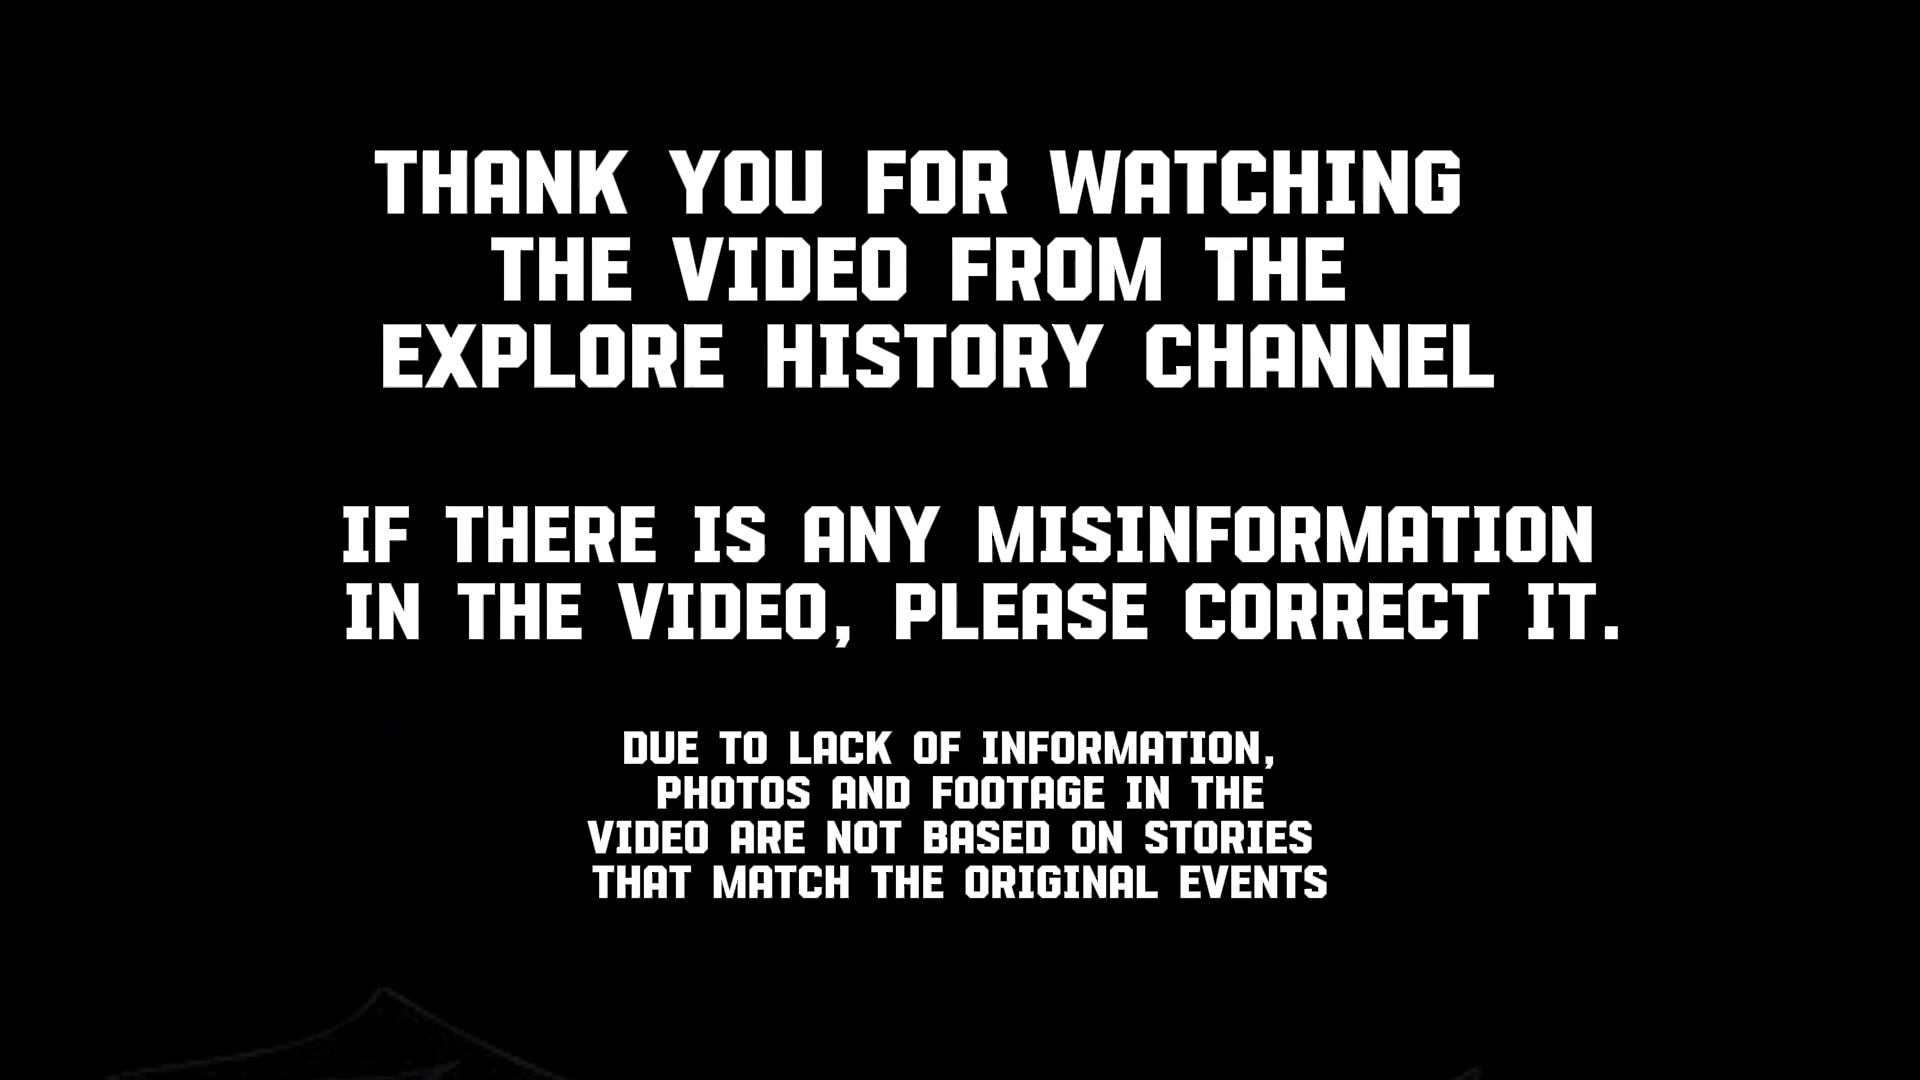 THANK YOU FOR WATCHING
THE VIDEO FROM THE
EXPLORE HISTORY CHANNEL
IF THERE IS ANY MISINFORMATION
IN THE VIDEO, PLEASE CORRECT IT.
DUE TO LACK OF INFORMATION,
PHOTOS AND FOOTAGE IN THE
VIDEO ARE NOT BASED ON STORIES
THAT MATCH THE ORIGINAL EVENTS